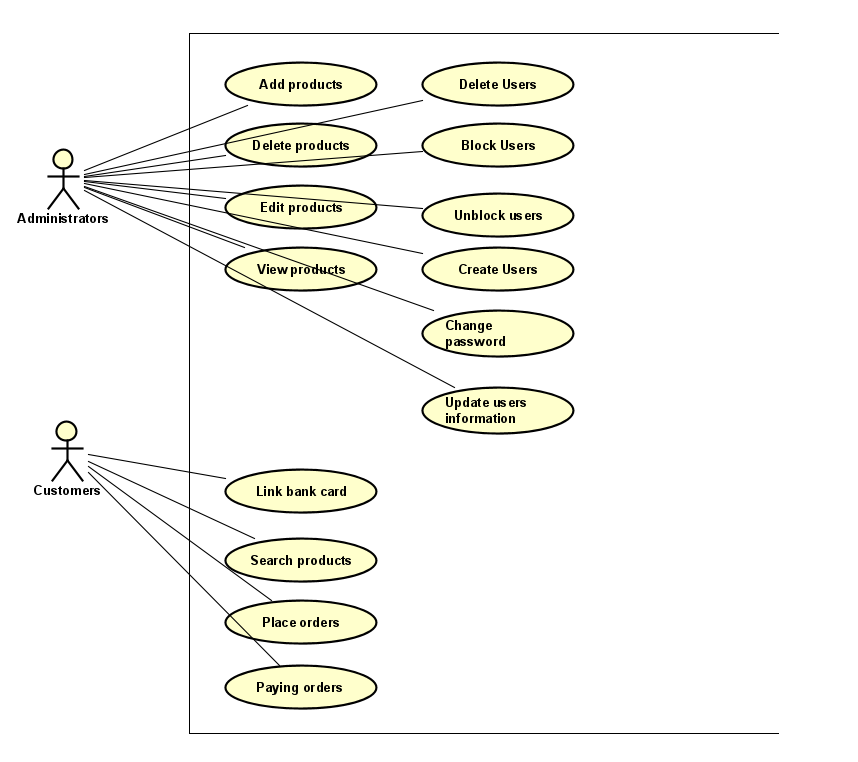 Add products
Delete Users
Delete products
Block Users
Administrators
Edit products
Unblock users
View products
Create Users
Change
password
Update users
information
Customers
Link bank card
Search products
Place orders
Paying orders